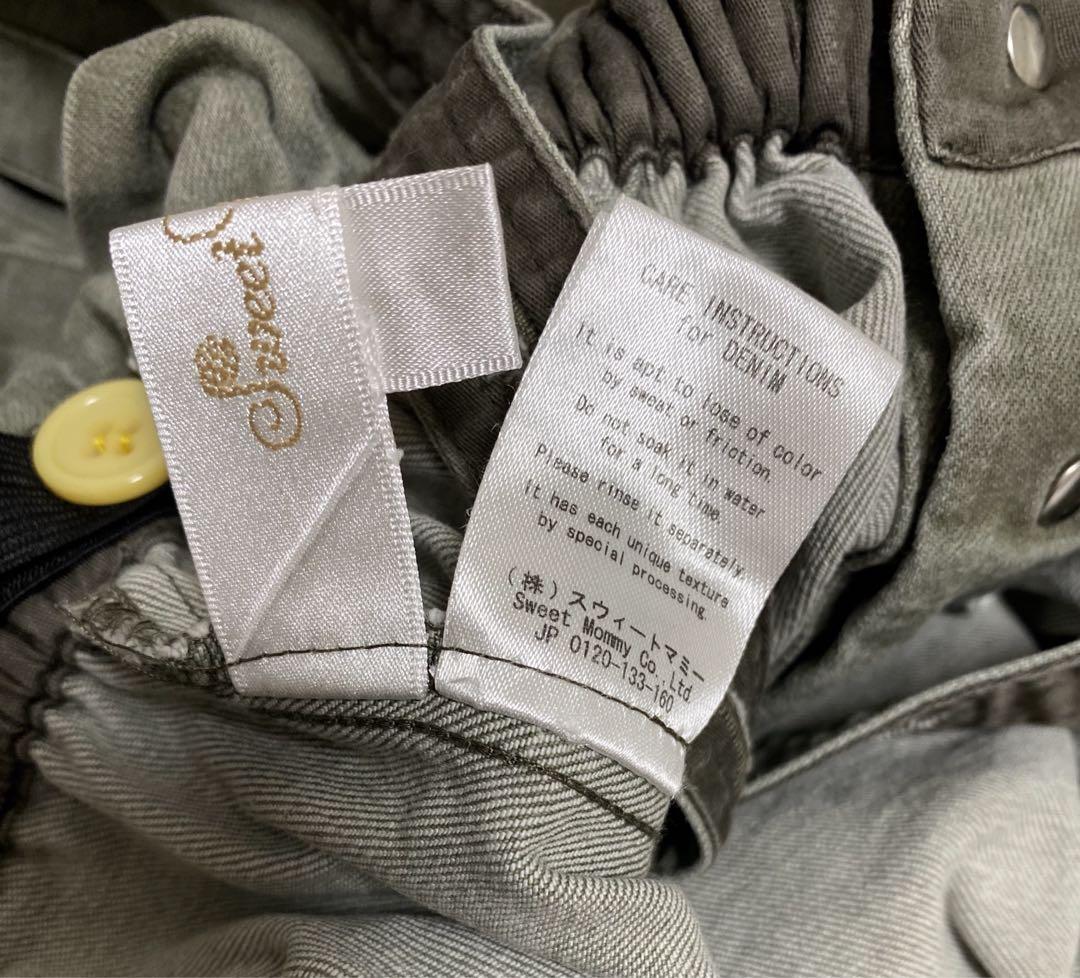 Sweet
CARE INSTRUCTIONS
for DENIM
It is apt to lose of color
by sweat or friction.
Do not soak it in water
for a long time.
Please rinse it separately.
It has each unique texture
by special processing.
(株)スウィートマミー
Sweet Mommy Co.,Ltd
JP 0120-133-160